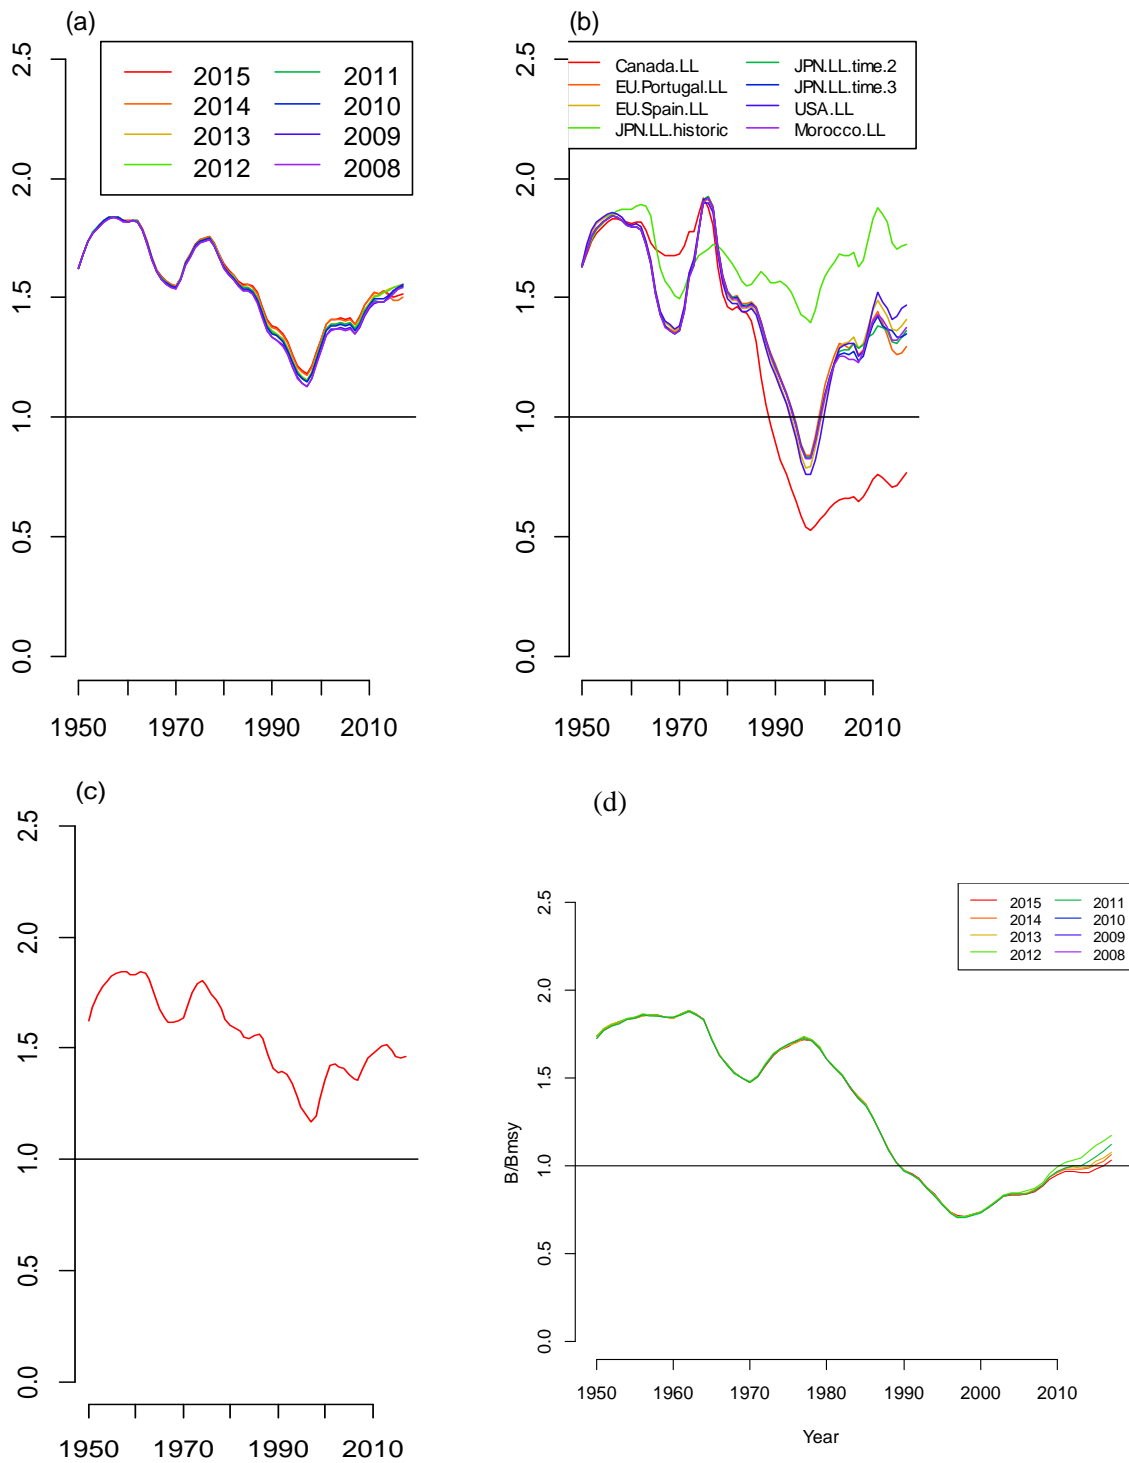 (a)
2015 2011
2014 2010
2013 2009
2012 2008
2.5
2.0
1.5
1.0
0.5
0.0
1950 1970 1990 2010
(b)
Canada.LL JPN.LL.time.2
EU.Portugal.LL JPN.LL.time.3
EU.Spain.LL USA.LL
JPN.LL.historic Morocco.LL
2.5
2.0
1.5
1.0
0.5
0.0
1950 1970 1990 2010
(c)
2.5
2.0
1.5
1.0
0.5
0.0
1950 1970 1990 2010
(d)
2015 2011
2014 2010
2013 2009
2012 2008
B/Bmsy
2.5
2.0
1.5
1.0
0.5
0.0
1950 1960 1970 1980 1990 2000 2010
Year